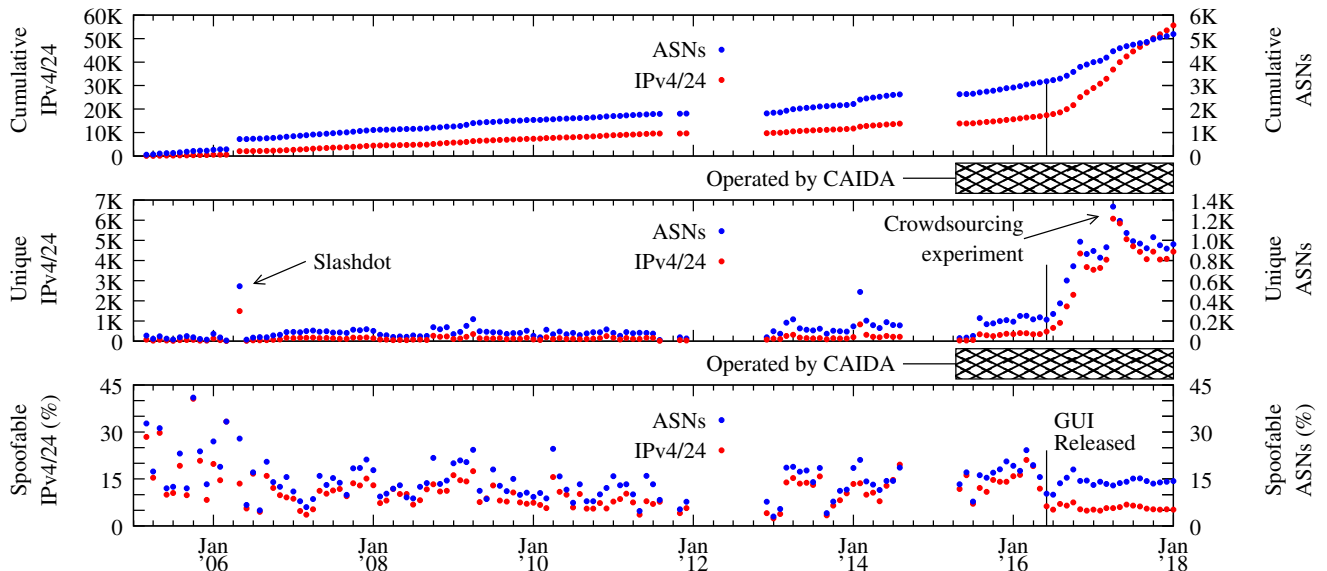 Cumulative
IPv4/24
60K
50K
40K
30K
20K
10K
0
ASNs
IPv4/24
6K
5K
4K
3K
2K
1K
0
Cumulative
ASNs
Operated by CAIDA
Unique
IPv4/24
7K
6K
5K
4K
3K
2K
1K
0
Slashdot
ASNs
IPv4/24
Crowdsourcing
experiment
1.4K
1.2K
1.0K
0.8K
0.6K
0.4K
0.2K
0
Unique
ASNs
Operated by CAIDA
Spoofable
IPv4/24 (%)
45
30
15
0
ASNs
IPv4/24
GUI
Released
45
30
15
0
Spoofable
ASNs (%)
Jan Jan Jan Jan Jan Jan Jan
'06 '08 '10 '12 '14 '16 '18